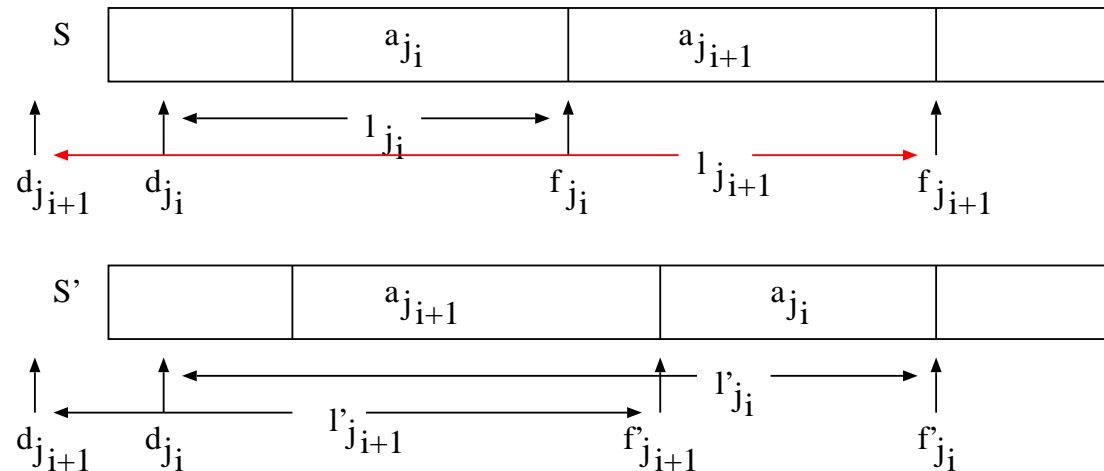 S a_{j_i} a_{j_{i+1}}
l_{j_i}
l_{j_{i+1}}
d_{j_{i+1}} d_{j_i} f_{j_i} f_{j_{i+1}}
S' a_{j_{i+1}} a_{j_i}
l'_{j_i}
l'_{j_{i+1}}
d_{j_{i+1}} d_{j_i} f'_{j_{i+1}} f'_{j_i}